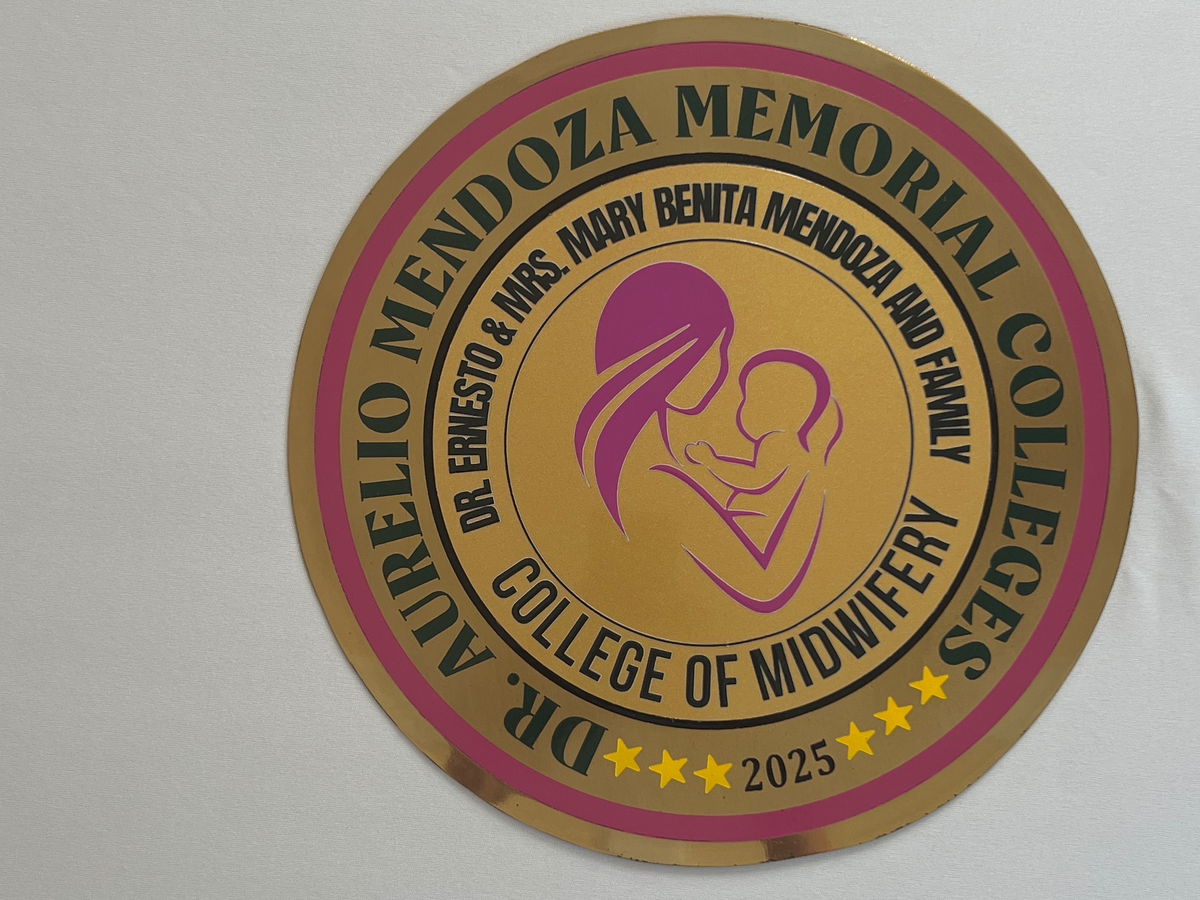 DR. AURELIO MENDOZA MEMORIAL COLLEGES
DR. ERNESTO & MRS. MARY BENITA MENDOZA AND FAMILY
COLLEGE OF MIDWIFERY
2025